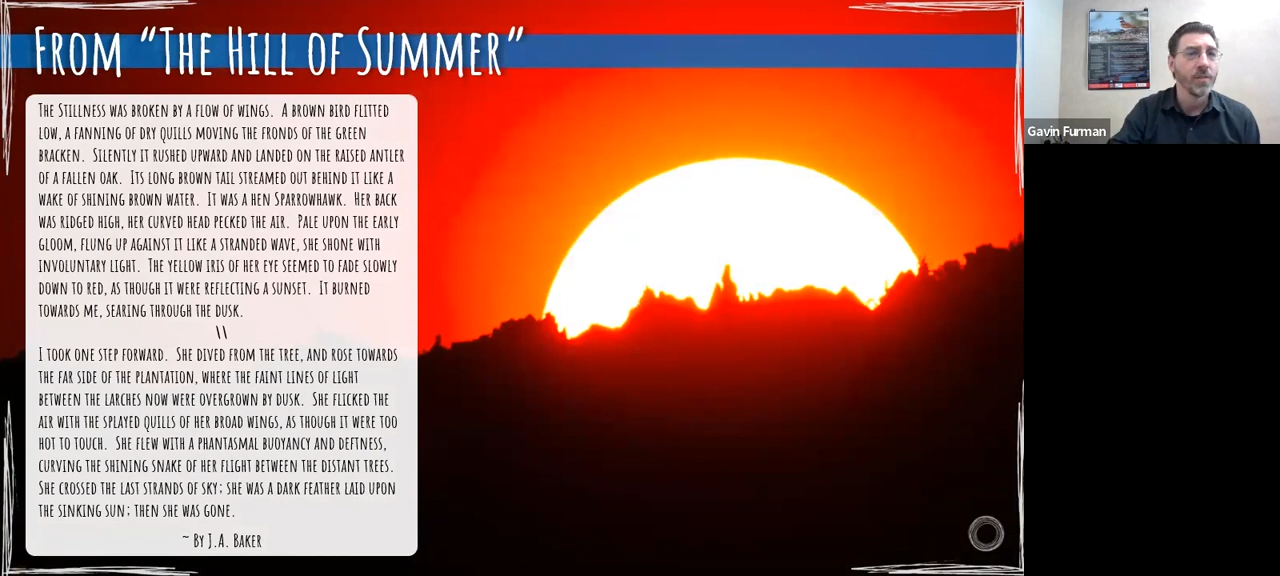 From “The Hill of Summer”
The Stillness was broken by a flow of wings. A brown bird flitted
low, a fanning of dry quills moving the fronds of the green
bracken. Silently it rushed upward and landed on the raised antler
of a fallen oak. Its long brown tail streamed out behind it like a
wake of shining brown water. It was a hen Sparrowhawk. Her back
was ridged high, her curved head pecked the air. Pale upon the early
gloom, flung up against it like a stranded wave, she shone with
involuntary light. The yellow iris of her eye seemed to fade slowly
down to red, as though it were reflecting a sunset. It burned
towards me, searing through the dusk.
\\
I took one step forward. She dived from the tree, and rose towards
the far side of the plantation, where the faint lines of light
between the larches now were overgrown by dusk. She flicked the
air with the splayed quills of her broad wings, as though it were too
hot to touch. She flew with a phantasmal buoyancy and deftness,
curving the shining snake of her flight between the distant trees.
She crossed the last strands of sky; she was a dark feather laid upon
the sinking sun; then she was gone.
~ By J.A. Baker
Gavin Furman